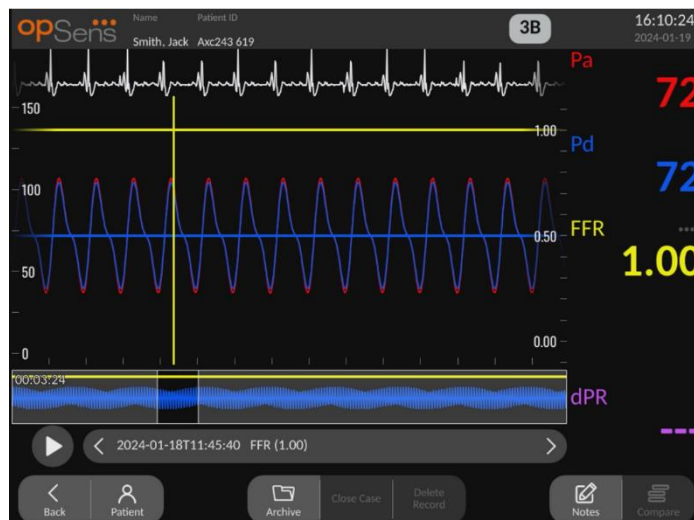 opSens
Name Patient ID
Smith, Jack Axc243 619
3B
16:10:24
2024-01-19
Pa
72
150
1.00
Pd
72
100
0.50
FFR
1.00
50
0.00
0
00:03:24
dPR
---
2024-01-18T11:45:40 FFR (1.00)
Back
Patient
Archive
Close Case
Delete
Record
Notes
Compare